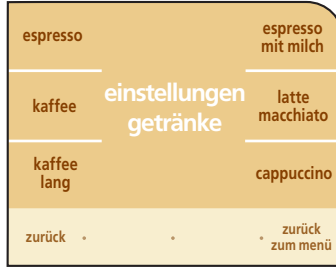 espresso
espresso
mit milch
einstellungen
getränke
kaffee
latte
macchiato
kaffee
lang
cappuccino
zurück
zurück
zum menü